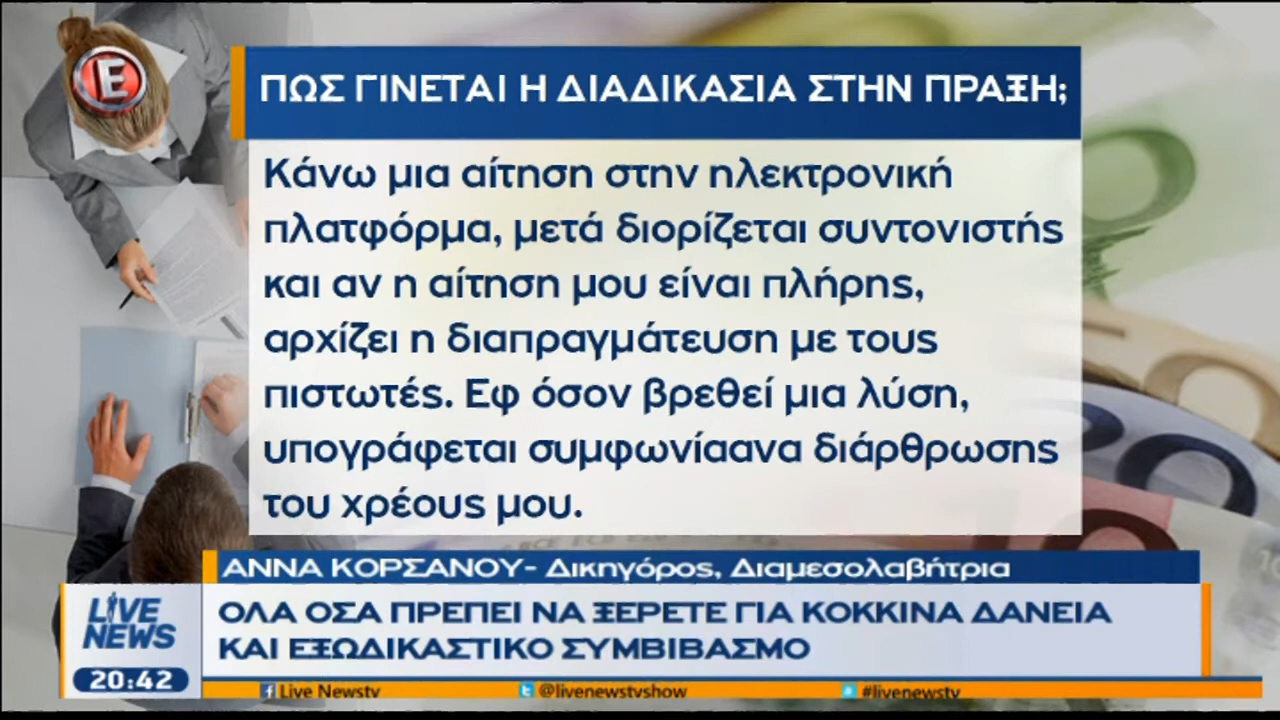 E
ΠΩΣ ΓΙΝΕΤΑΙ Η ΔΙΑΔΙΚΑΣΙΑ ΣΤΗΝ ΠΡΑΞΗ;
Κάνω μια αίτηση στην ηλεκτρονική
πλατφόρμα, μετά διορίζεται συντονιστής
και αν η αίτηση μου είναι πλήρης,
αρχίζει η διαπραγμάτευση με τους
πιστωτές. Εφ όσον βρεθεί μια λύση,
υπογράφεται συμφωνίαανα διάρθρωσης
του χρέους μου.
ΑΝΝΑ ΚΟΡΣΑΝΟΥ- Δικηγόρος, Διαμεσολαβήτρια
LIVE NEWS
ΟΛΑ ΟΣΑ ΠΡΕΠΕΙ ΝΑ ΞΕΡΕΤΕ ΓΙΑ ΚΟΚΚΙΝΑ ΔΑΝΕΙΑ
ΚΑΙ ΕΞΩΔΙΚΑΣΤΙΚΟ ΣΥΜΒΙΒΑΣΜΟ
20:42
Live Newstv @livenewstvshow #livenewstv